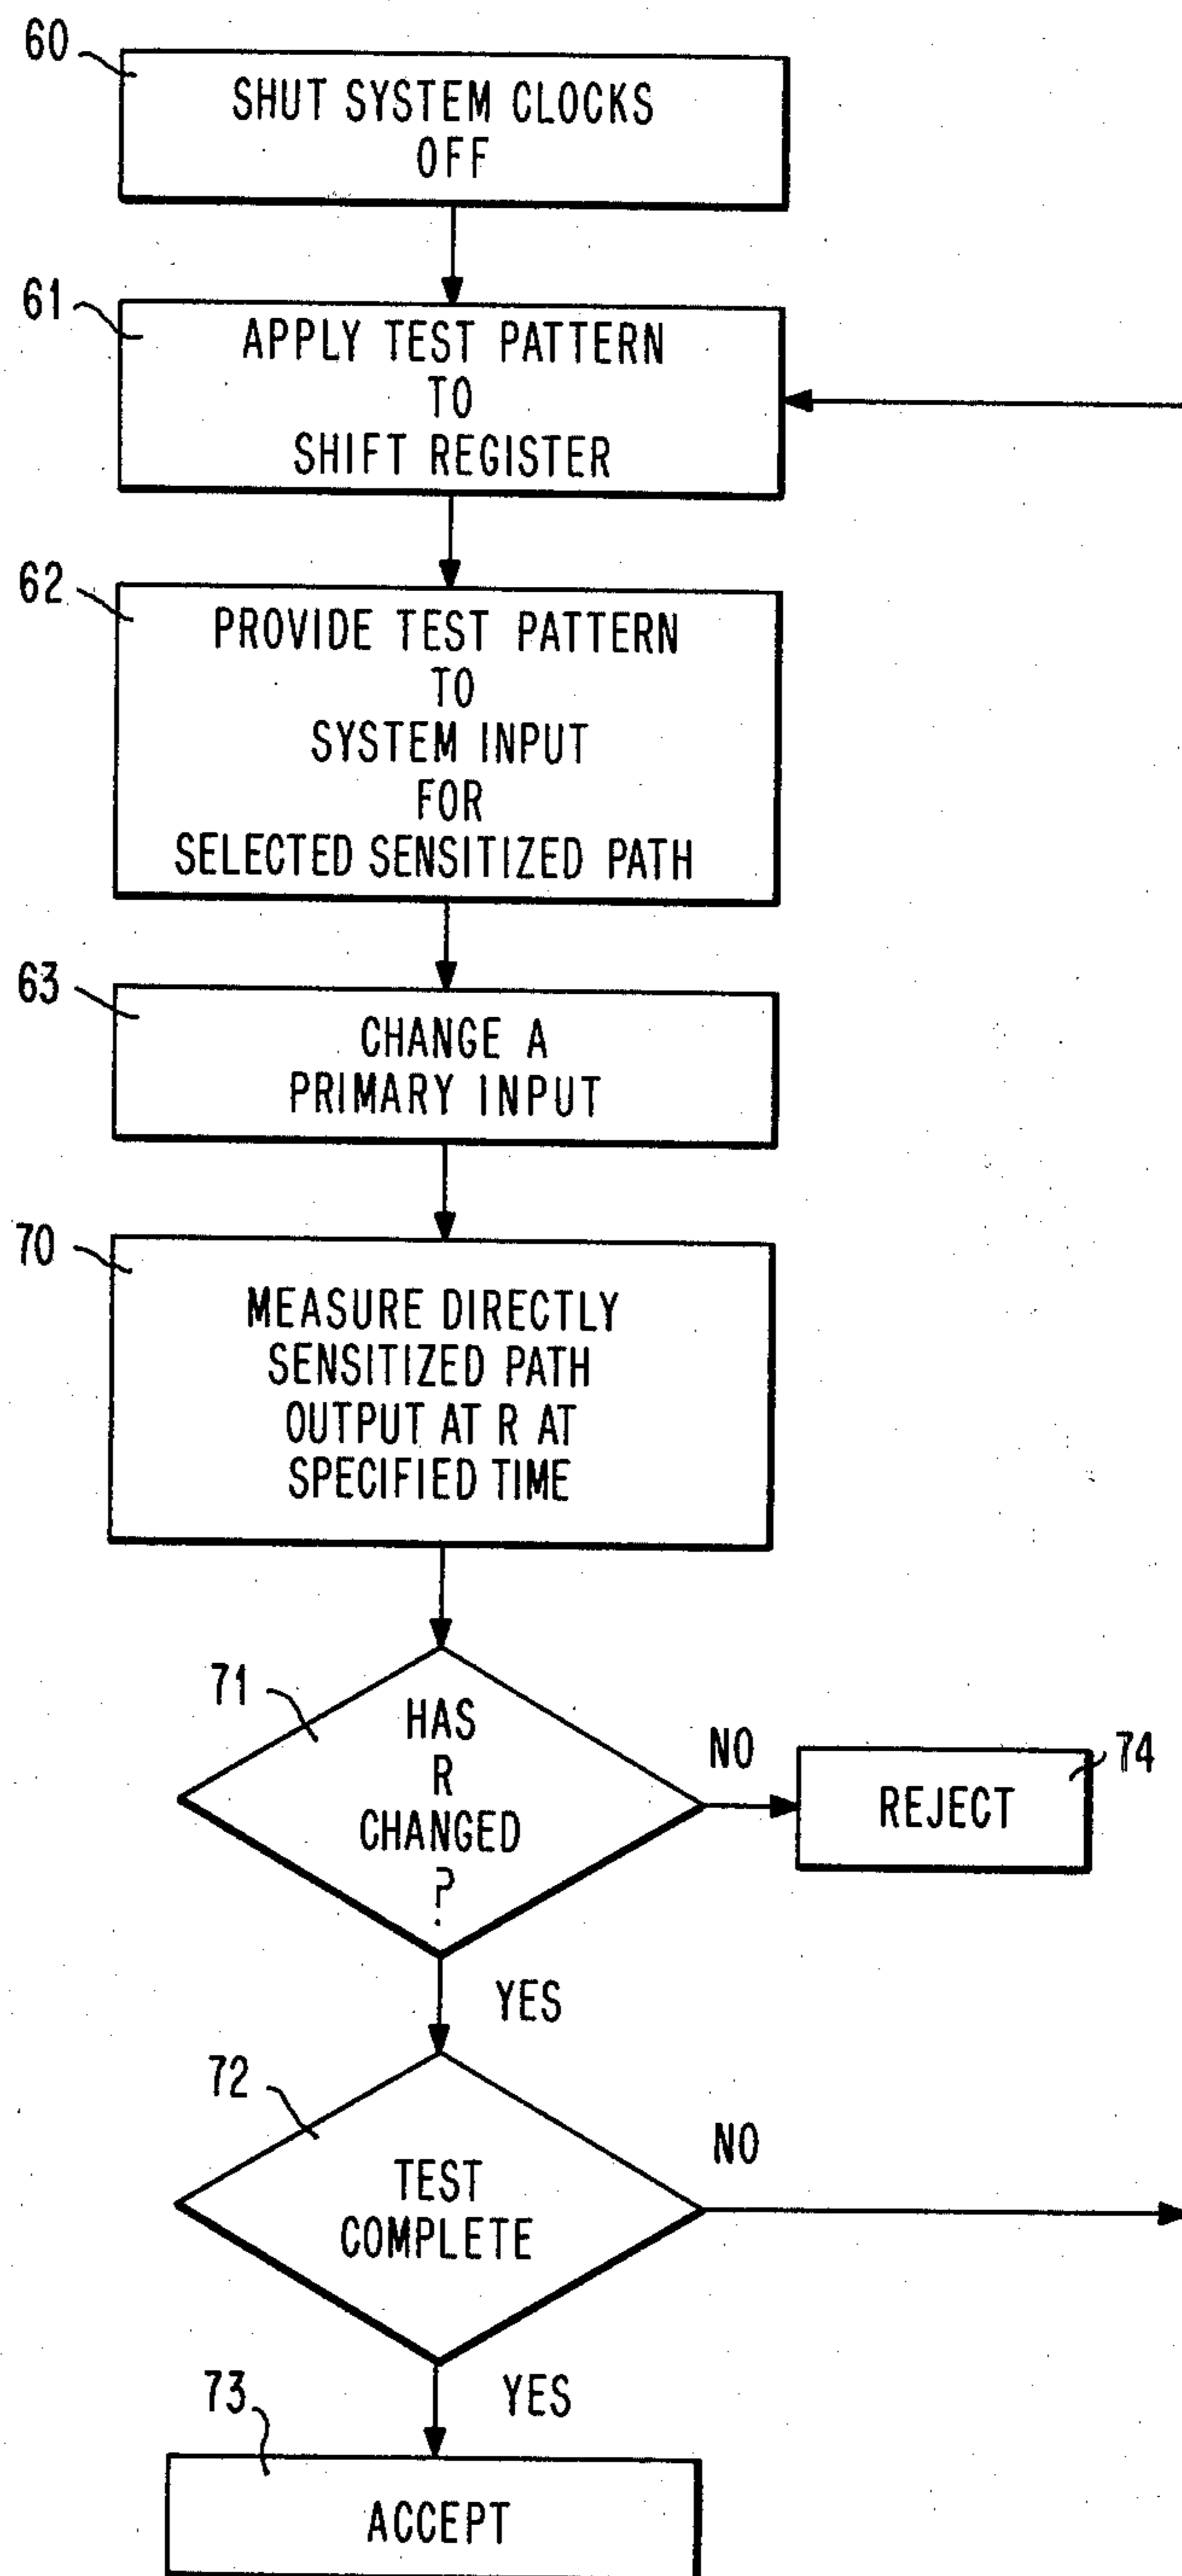 60
SHUT SYSTEM CLOCKS
OFF
61
APPLY TEST PATTERN
TO
SHIFT REGISTER
62
PROVIDE TEST PATTERN
TO
SYSTEM INPUT
FOR
SELECTED SENSITIZED PATH
63
CHANGE A
PRIMARY INPUT
70
MEASURE DIRECTLY
SENSITIZED PATH
OUTPUT AT R AT
SPECIFIED TIME
71
HAS
R
CHANGED
?
NO
74
REJECT
YES
72
TEST
COMPLETE
NO
YES
73
ACCEPT